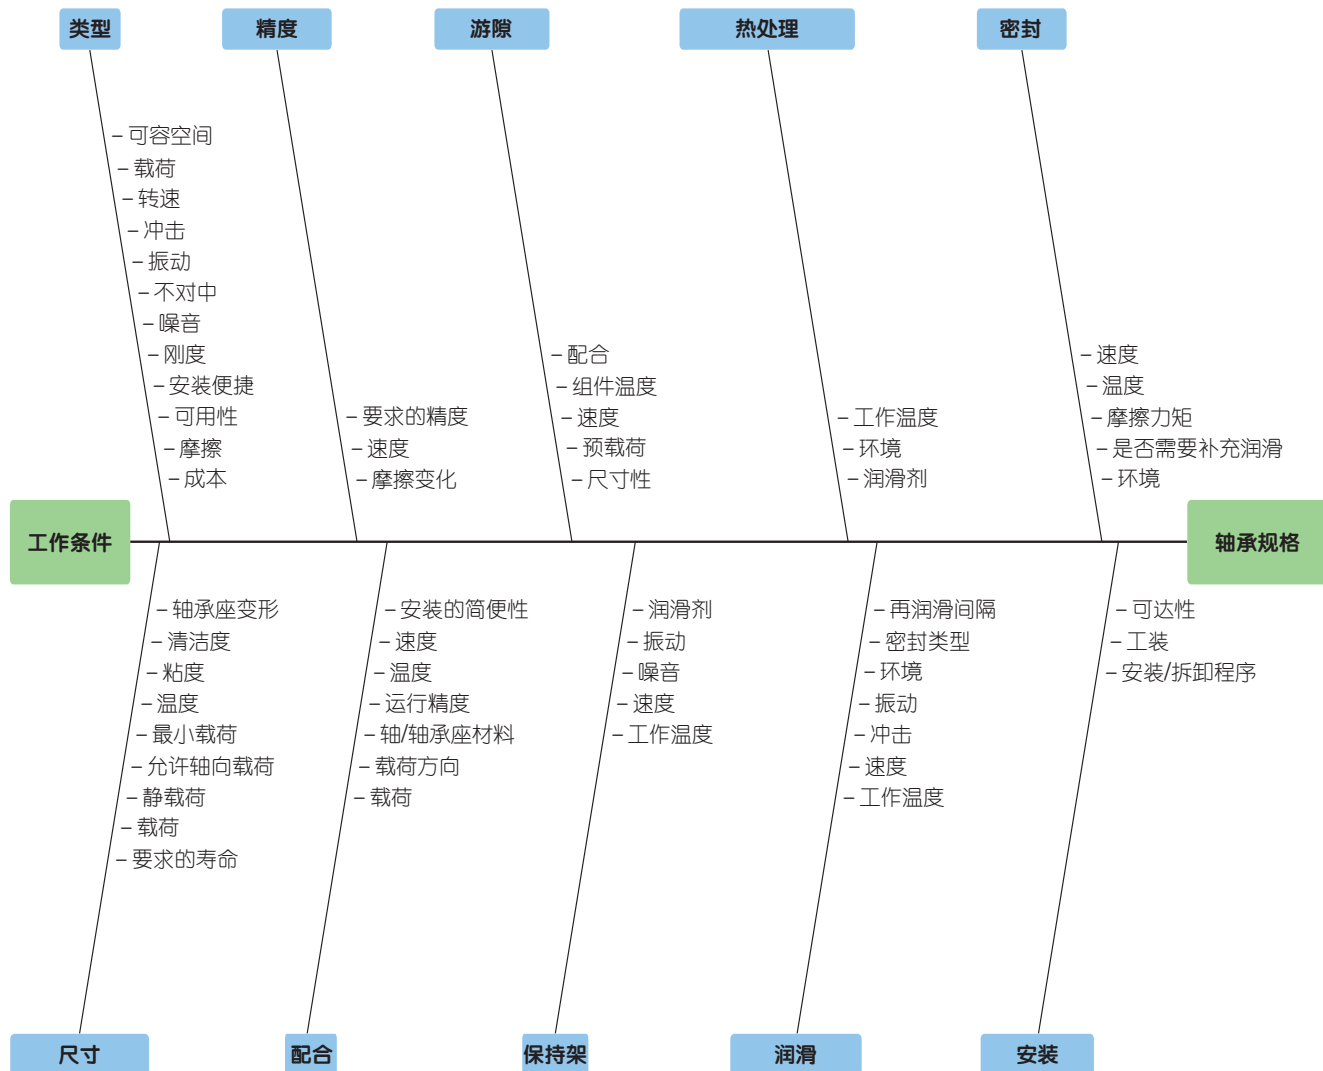 类型
精度
游隙
热处理
密封
– 可容空间
– 载荷
– 转速
– 冲击
– 振动
– 不对中
– 噪音
– 刚度
– 安装便捷
– 可用性
– 摩擦
– 成本
– 要求的精度
– 速度
– 摩擦变化
– 配合
– 组件温度
– 速度
– 预载荷
– 尺寸性
– 工作温度
– 环境
– 润滑剂
– 速度
– 温度
– 摩擦力矩
– 是否需要补充润滑
– 环境
工作条件
轴承规格
– 轴承座变形
– 清洁度
– 粘度
– 温度
– 最小载荷
– 允许轴向载荷
– 静载荷
– 载荷
– 要求的寿命
– 安装的简便性
– 速度
– 温度
– 运行精度
– 轴/轴承座材料
– 载荷方向
– 载荷
– 润滑剂
– 振动
– 噪音
– 速度
– 工作温度
– 再润滑间隔
– 密封类型
– 环境
– 振动
– 冲击
– 速度
– 工作温度
– 可达性
– 工装
– 安装/拆卸程序
尺寸
配合
保持架
润滑
安装